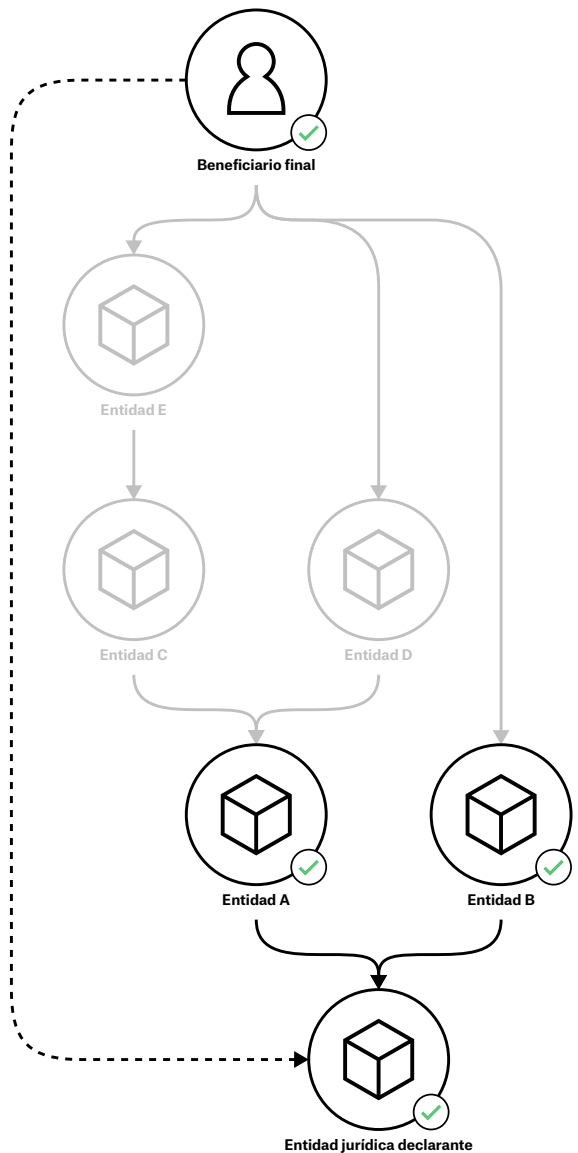 Beneficiario final
Entidad E
Entidad C
Entidad D
Entidad A
Entidad B
Entidad jurídica declarante